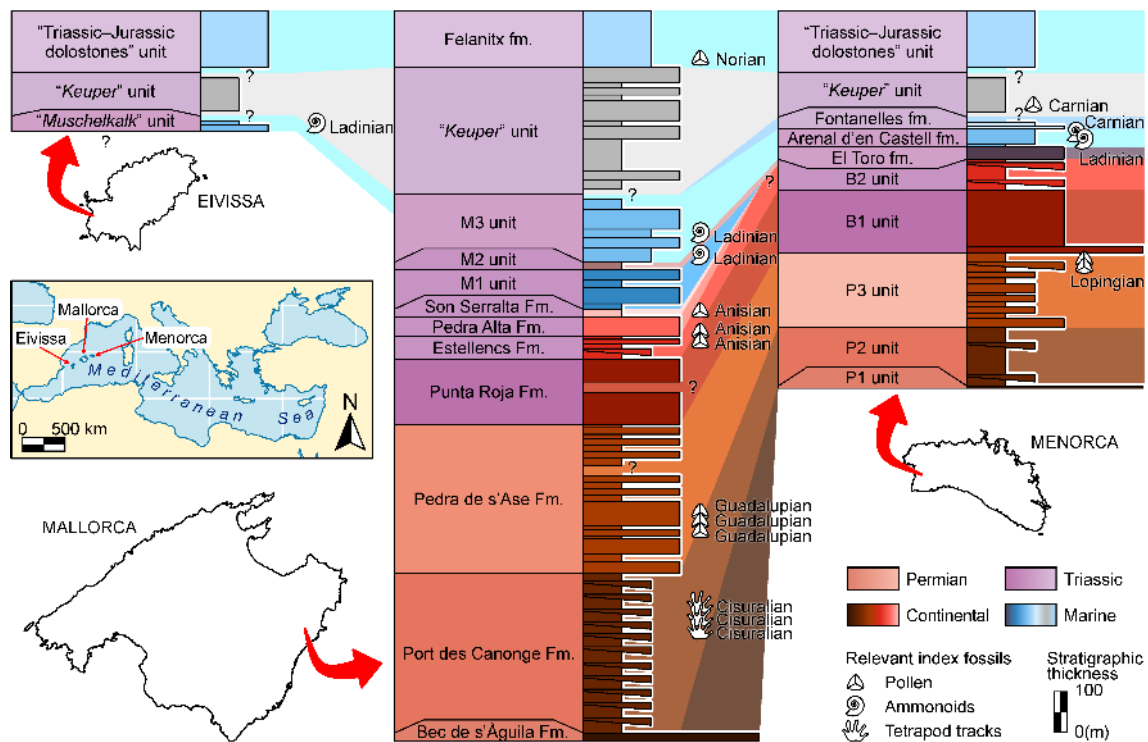 “Triassic–Jurassic
dolostones” unit
“Keuper” unit
“Muschelkalk” unit
?
?
?
Ladinian
EIVISSA
Eivissa
Mallorca
Menorca
Mediterranean Sea
0 500 km
N
MALLORCA
Felanitx fm.
“Keuper” unit
M3 unit
M2 unit
M1 unit
Son Serralta Fm.
Pedra Alta Fm.
Estellencs Fm.
Punta Roja Fm.
Pedra de s’Ase Fm.
Port des Canonge Fm.
Bec de s’Àguila Fm.
Norian
?
Ladinian
Ladinian
Anisian
Anisian
Anisian
?
?
?
Guadalupian
Guadalupian
Guadalupian
Cisuralian
Cisuralian
Cisuralian
“Triassic–Jurassic
dolostones” unit
“Keuper” unit
Fontanelles fm.
Arenal d’en Castell fm.
El Toro fm.
B2 unit
B1 unit
P3 unit
P2 unit
P1 unit
?
?
Carnian
Carnian
Ladinian
Lopingian
MENORCA
Permian
Triassic
Continental
Marine
Relevant index fossils
Pollen
Ammonoids
Tetrapod tracks
Stratigraphic
thickness
100
0(m)